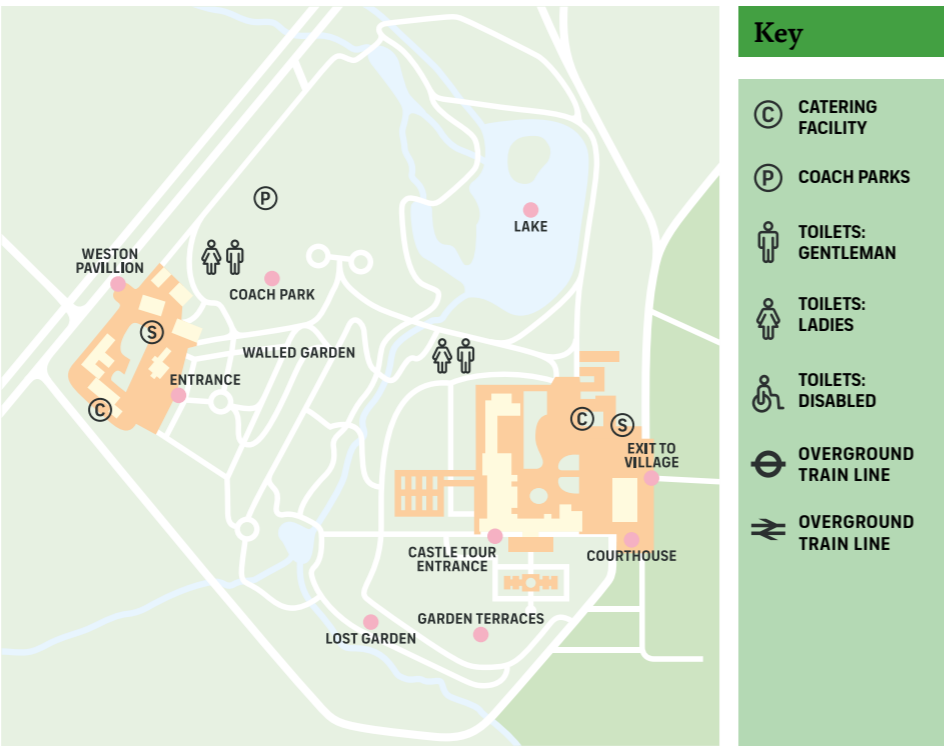 Key
P
LAKE
WESTON
PAVILLION
COACH PARK
S
WALLED GARDEN
ENTRANCE
C
C
S
EXIT TO
VILLAGE
CASTLE TOUR
ENTRANCE
COURTHOUSE
GARDEN TERRACES
LOST GARDEN
C
CATERING
FACILITY
P
COACH PARKS
TOILETS:
GENTLEMAN
TOILETS:
LADIES
TOILETS:
DISABLED
OVERGROUND
TRAIN LINE
OVERGROUND
TRAIN LINE